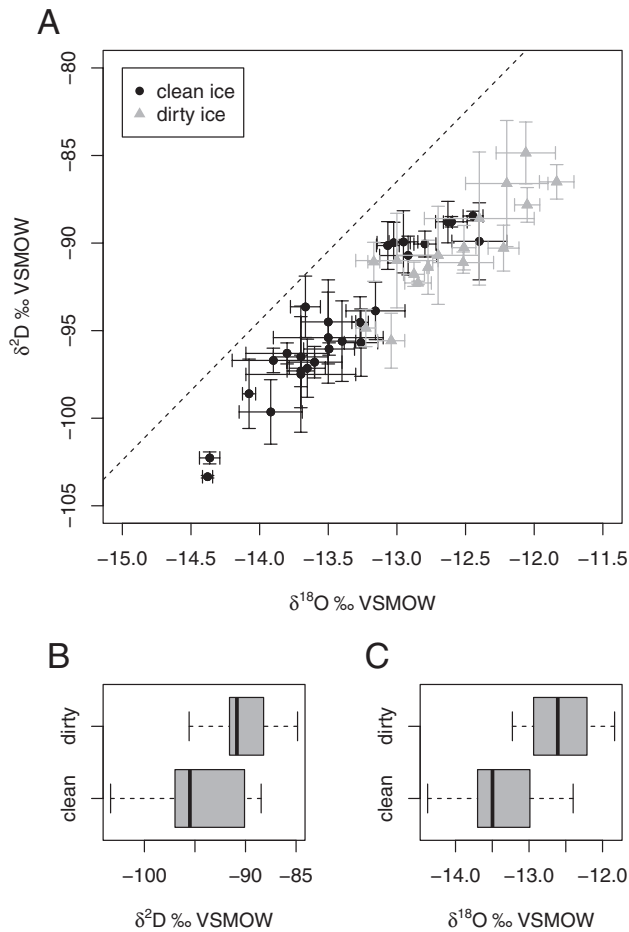 A
clean ice
dirty ice
−80
−85
−90
−95
−100
−105
δ²D ‰ VSMOW
−15.0 −14.5 −14.0 −13.5 −13.0 −12.5 −12.0 −11.5
δ¹⁸O ‰ VSMOW
B
dirty
clean
−100 −90 −85
δ²D ‰ VSMOW
C
dirty
clean
−14.0 −13.0 −12.0
δ¹⁸O ‰ VSMOW